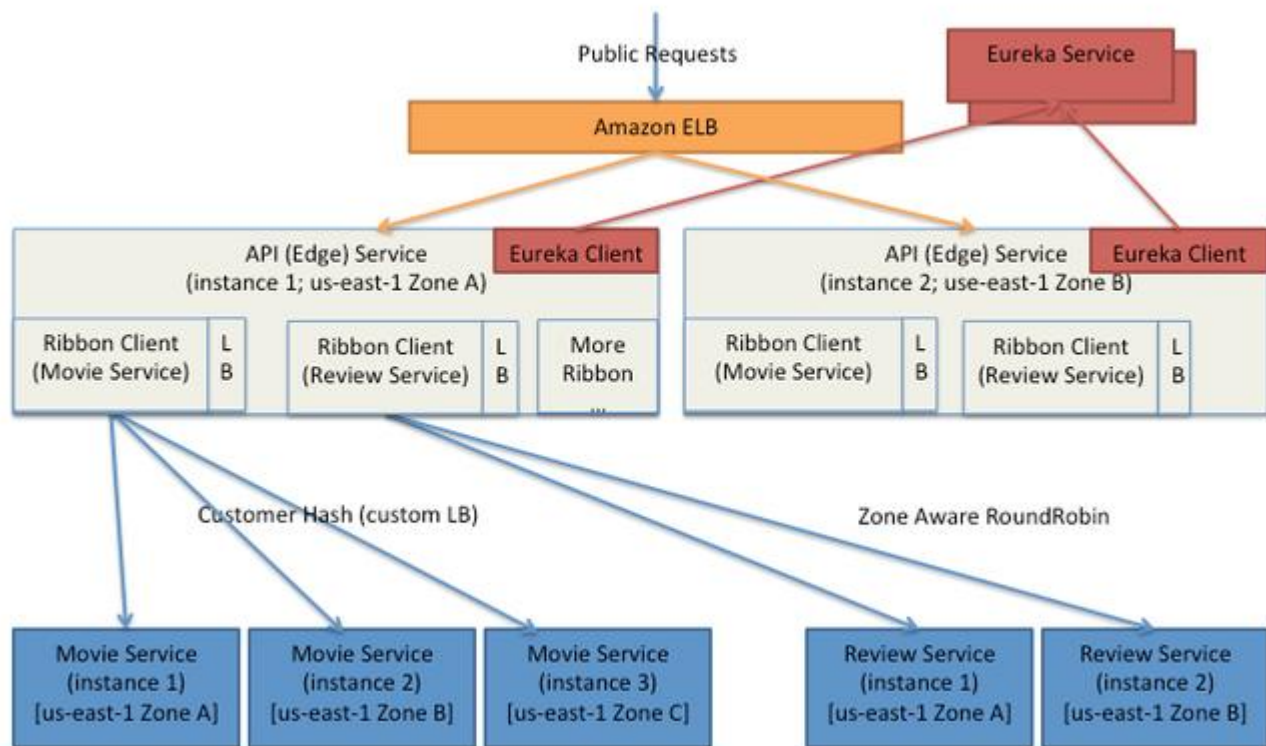 Public Requests
Eureka Service
Amazon ELB
API (Edge) Service
(instance 1; us-east-1 Zone A)
Eureka Client
API (Edge) Service
(instance 2; use-east-1 Zone B)
Eureka Client
Ribbon Client
(Movie Service)
L
B
Ribbon Client
(Review Service)
L
B
More
Ribbon
...
Ribbon Client
(Movie Service)
L
B
Ribbon Client
(Review Service)
L
B
Customer Hash (custom LB)
Zone Aware RoundRobin
Movie Service
(instance 1)
[us-east-1 Zone A]
Movie Service
(instance 2)
[us-east-1 Zone B]
Movie Service
(instance 3)
[us-east-1 Zone C]
Review Service
(instance 1)
[us-east-1 Zone A]
Review Service
(instance 2)
[us-east-1 Zone B]